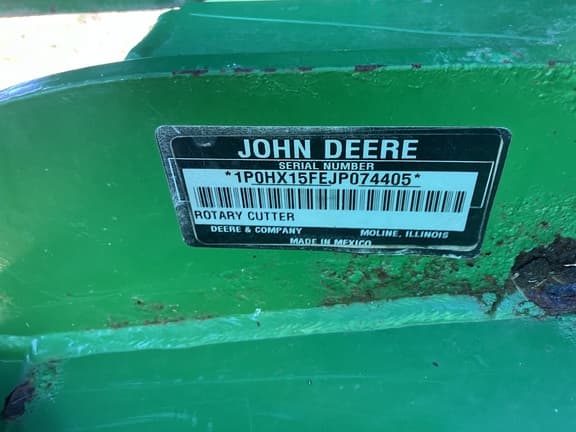 JOHN DEERE
SERIAL NUMBER
*1P0HX15FEJP074405*
ROTARY CUTTER
DEERE & COMPANY MOLINE, ILLINOIS
MADE IN MEXICO